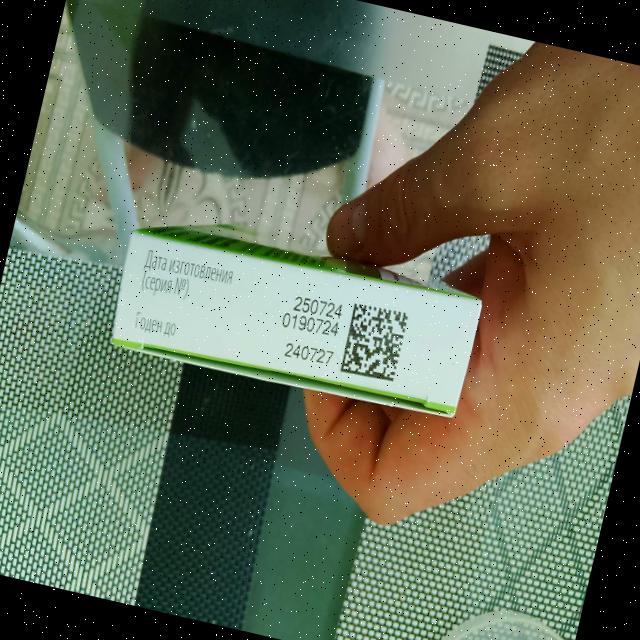 Дата изготовления
(серия №)
250724
0190724
Годен до
240727